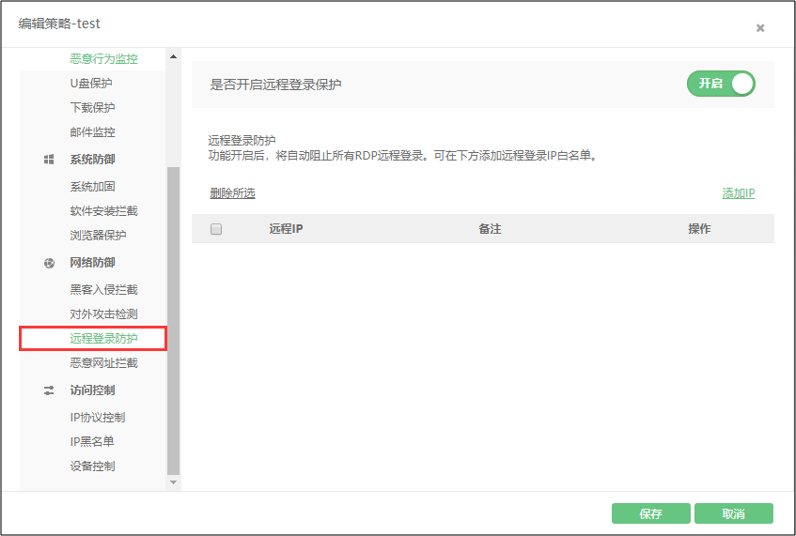 编辑策略-test
恶意行为监控
U盘保护
下载保护
邮件监控
系统防御
系统加固
软件安装拦截
浏览器保护
网络防御
黑客入侵拦截
对外攻击检测
远程登录防护
恶意网址拦截
访问控制
IP协议控制
IP黑名单
设备控制
是否开启远程登录保护
开启
远程登录防护
功能开启后，将自动阻止所有RDP远程登录。可在下方添加远程登录IP白名单。
删除所选
添加IP
远程IP 备注 操作
保存 取消